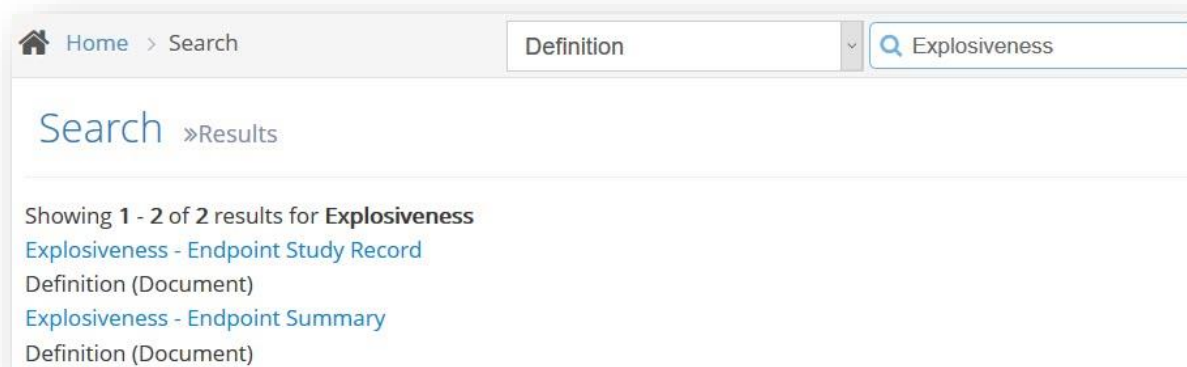 Home > Search Definition Explosiveness
Search »Results
Showing 1 - 2 of 2 results for Explosiveness
Explosiveness - Endpoint Study Record
Definition (Document)
Explosiveness - Endpoint Summary
Definition (Document)